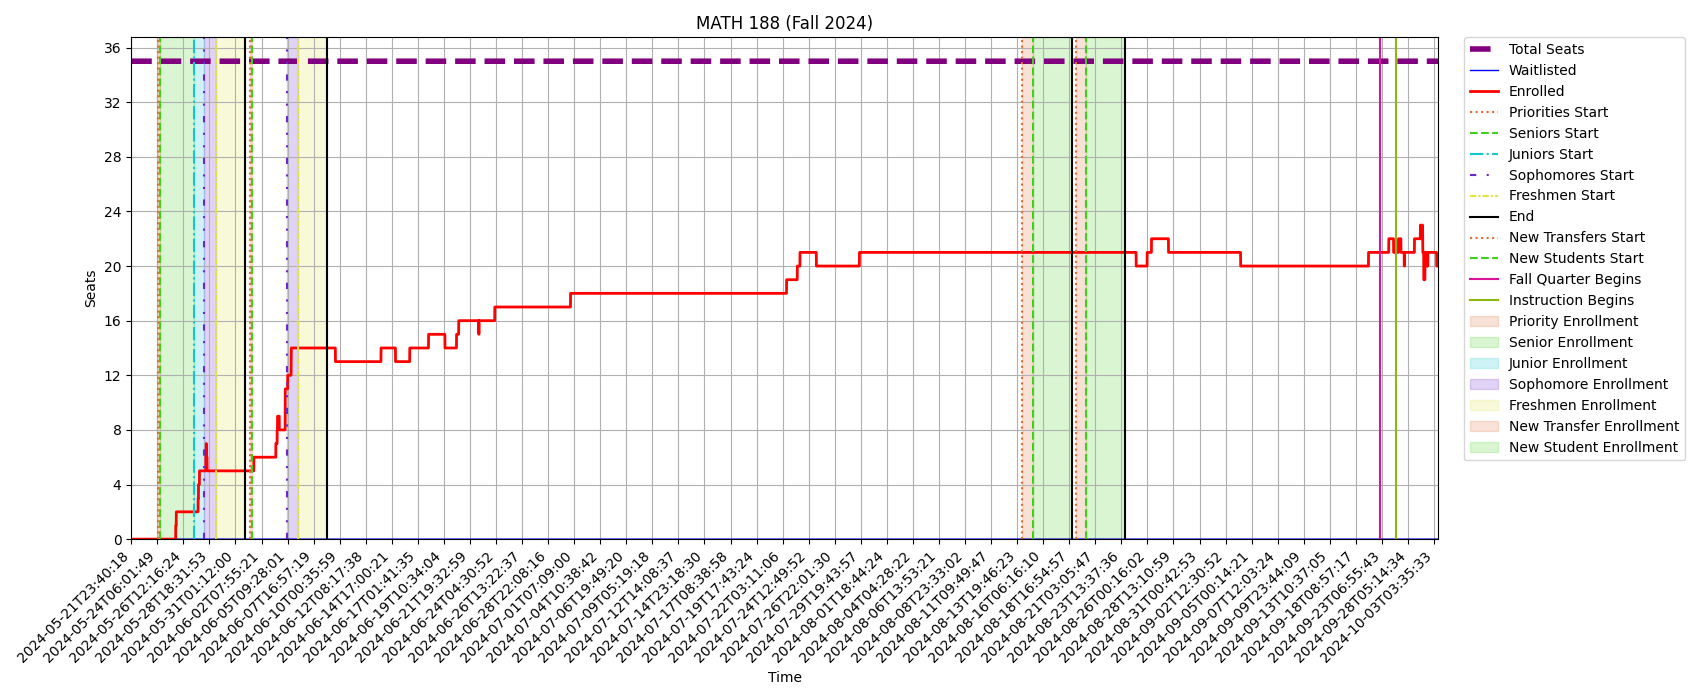 MATH 188 (Fall 2024)
36
32
28
24
20
16
12
8
4
0
Seats
2024-05-21T23:40:18
2024-05-24T06:01:49
2024-05-26T12:16:24
2024-05-28T18:31:53
2024-05-31T01:12:00
2024-06-02T07:55:21
2024-06-05T09:28:01
2024-06-07T16:57:19
2024-06-10T00:35:59
2024-06-12T08:17:38
2024-06-14T17:00:21
2024-06-17T01:41:35
2024-06-19T10:34:04
2024-06-21T19:32:59
2024-06-24T04:30:52
2024-06-26T13:22:37
2024-06-28T22:08:16
2024-07-01T07:09:00
2024-07-04T10:38:42
2024-07-06T19:49:20
2024-07-09T05:19:18
2024-07-12T14:08:37
2024-07-14T23:18:30
2024-07-17T08:38:58
2024-07-19T17:43:24
2024-07-22T03:11:06
2024-07-24T12:49:52
2024-07-26T22:01:30
2024-07-29T19:43:57
2024-08-01T18:44:24
2024-08-04T04:28:22
2024-08-06T13:53:21
2024-08-08T23:33:02
2024-08-11T09:49:47
2024-08-13T19:46:23
2024-08-16T06:16:10
2024-08-18T16:54:57
2024-08-21T03:05:47
2024-08-23T13:37:36
2024-08-26T00:16:02
2024-08-28T13:10:59
2024-08-31T00:42:53
2024-09-02T12:30:52
2024-09-05T00:14:21
2024-09-07T12:03:24
2024-09-09T23:44:09
2024-09-13T10:37:05
2024-09-18T08:57:17
2024-09-23T06:55:43
2024-09-28T05:14:34
2024-10-03T03:35:33
Time
Total Seats
Waitlisted
Enrolled
Priorities Start
Seniors Start
Juniors Start
Sophomores Start
Freshmen Start
End
New Transfers Start
New Students Start
Fall Quarter Begins
Instruction Begins
Priority Enrollment
Senior Enrollment
Junior Enrollment
Sophomore Enrollment
Freshmen Enrollment
New Transfer Enrollment
New Student Enrollment